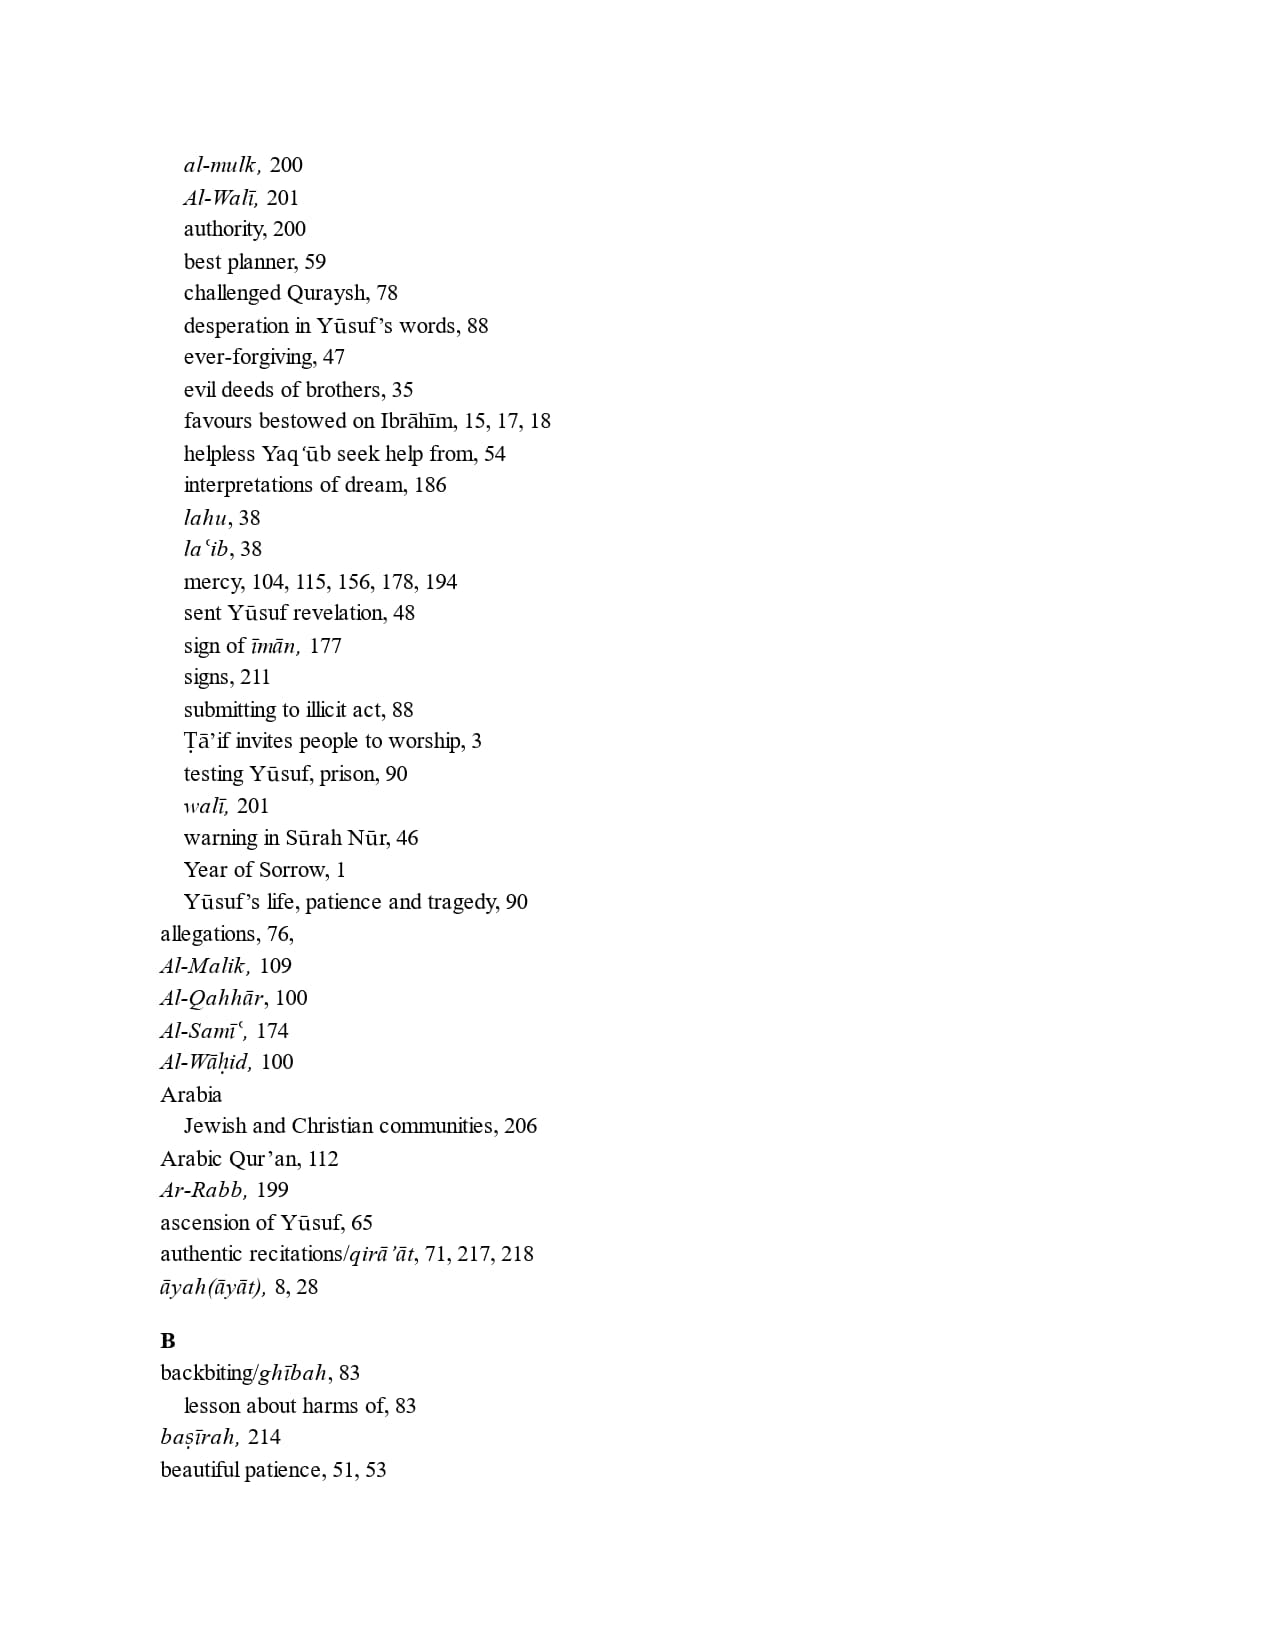 al-mulk, 200
Al-Walī, 201
authority, 200
best planner, 59
challenged Quraysh, 78
desperation in Yūsuf’s words, 88
ever-forgiving, 47
evil deeds of brothers, 35
favours bestowed on Ibrāhīm, 15, 17, 18
helpless Yaq‘ūb seek help from, 54
interpretations of dream, 186
lahu, 38
laʿib, 38
mercy, 104, 115, 156, 178, 194
sent Yūsuf revelation, 48
sign of īmān, 177
signs, 211
submitting to illicit act, 88
Ṭā’if invites people to worship, 3
testing Yūsuf, prison, 90
walī, 201
warning in Sūrah Nūr, 46
Year of Sorrow, 1
Yūsuf’s life, patience and tragedy, 90
allegations, 76,
Al-Malik, 109
Al-Qahhār, 100
Al-Samīʿ, 174
Al-Wāḥid, 100
Arabia
Jewish and Christian communities, 206
Arabic Qur’an, 112
Ar-Rabb, 199
ascension of Yūsuf, 65
authentic recitations/qirā’āt, 71, 217, 218
āyah(āyāt), 8, 28
B
backbiting/ghībah, 83
lesson about harms of, 83
baṣīrah, 214
beautiful patience, 51, 53